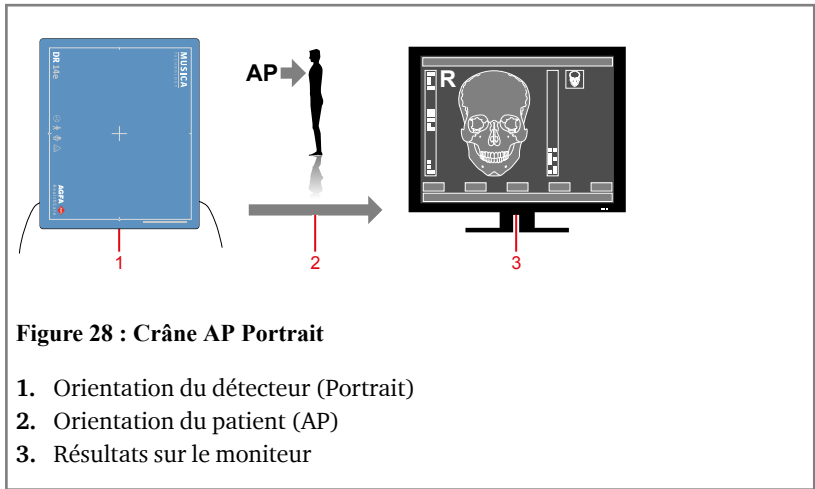 DR 14e
MUSICA
AGFA
AP
R
1
2
3
Figure 28 : Crâne AP Portrait
1. Orientation du détecteur (Portrait)
2. Orientation du patient (AP)
3. Résultats sur le moniteur